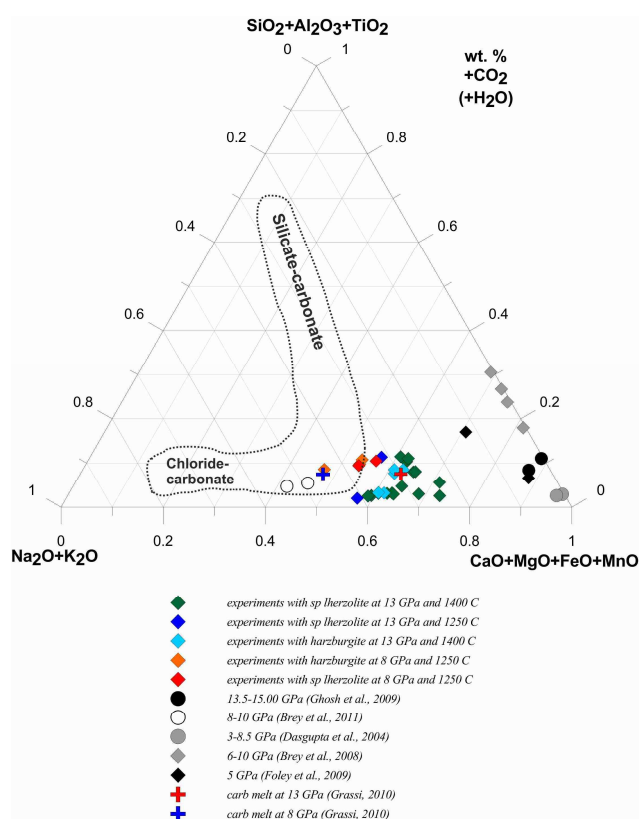 SiO2+Al2O3+TiO2
0 1
wt. %
+CO2
(+H2O)
0.2 0.8
0.4 0.6
Silicate-carbonate
0.6 0.4
0.8 0.2
Chloride-
carbonate
1 0
0 0.2 0.4 0.6 0.8 1
Na2O+K2O CaO+MgO+FeO+MnO
experiments with sp lherzolite at 13 GPa and 1400 C
experiments with sp lherzolite at 13 GPa and 1250 C
experiments with harzburgite at 13 GPa and 1400 C
experiments with harzburgite at 8 GPa and 1250 C
experiments with sp lherzolite at 8 GPa and 1250 C
13.5-15.00 GPa (Ghosh et al., 2009)
8-10 GPa (Brey et al., 2011)
3-8.5 GPa (Dasgupta et al., 2004)
6-10 GPa (Brey et al., 2008)
5 GPa (Foley et al., 2009)
carb melt at 13 GPa (Grassi, 2010)
carb melt at 8 GPa (Grassi, 2010)